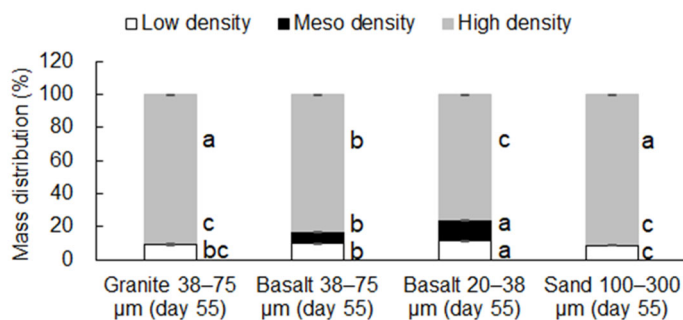 Low density Meso density High density
120
100
80
60
40
20
0
Mass distribution (%)
a b c a
c b a c
bc b a c
Granite 38–75 Basalt 38–75 Basalt 20–38 Sand 100–300
µm (day 55) µm (day 55) µm (day 55) µm (day 55)